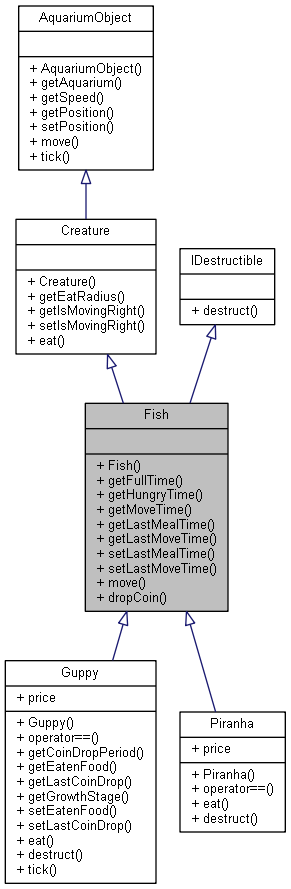 AquariumObject
+ AquariumObject()
+ getAquarium()
+ getSpeed()
+ getPosition()
+ setPosition()
+ move()
+ tick()
Creature
+ Creature()
+ getEatRadius()
+ getIsMovingRight()
+ setIsMovingRight()
+ eat()
IDestructible
+ destruct()
Fish
+ Fish()
+ getFullTime()
+ getHungryTime()
+ getMoveTime()
+ getLastMealTime()
+ getLastMoveTime()
+ setLastMealTime()
+ setLastMoveTime()
+ move()
+ dropCoin()
Guppy
+ price
+ Guppy()
+ operator==()
+ getCoinDropPeriod()
+ getEatenFood()
+ getLastCoinDrop()
+ getGrowthStage()
+ setEatenFood()
+ setLastCoinDrop()
+ eat()
+ destruct()
+ tick()
Piranha
+ price
+ Piranha()
+ operator==()
+ eat()
+ destruct()